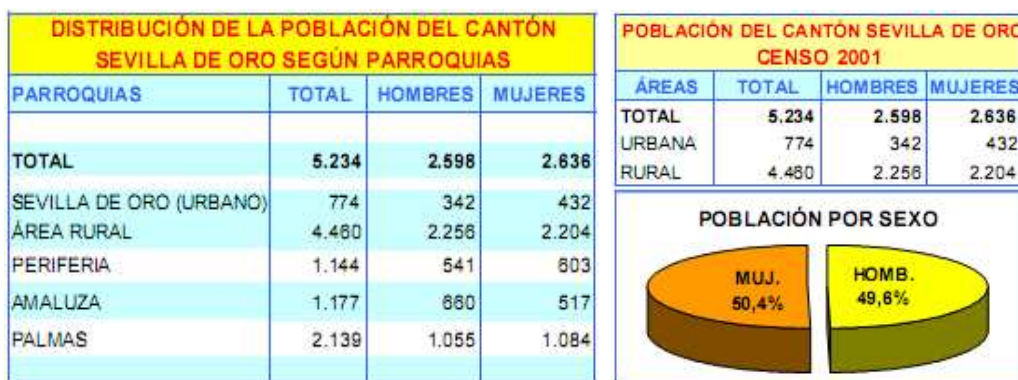 DISTRIBUCIÓN DE LA POBLACIÓN DEL CANTÓN
SEVILLA DE ORO SEGÚN PARROQUIAS
PARROQUIAS TOTAL HOMBRES MUJERES
TOTAL 5.234 2.598 2.636
SEVILLA DE ORO (URBANO) 774 342 432
ÁREA RURAL 4.460 2.256 2.204
PERIFERIA 1.144 541 603
AMALUZA 1.177 660 517
PALMAS 2.139 1.055 1.084
POBLACIÓN DEL CANTÓN SEVILLA DE ORO
CENSO 2001
ÁREAS TOTAL HOMBRES MUJERES
TOTAL 5.234 2.598 2.636
URBANA 774 342 432
RURAL 4.460 2.256 2.204
POBLACIÓN POR SEXO
MUJ.
50,4%
HOMB.
49,6%